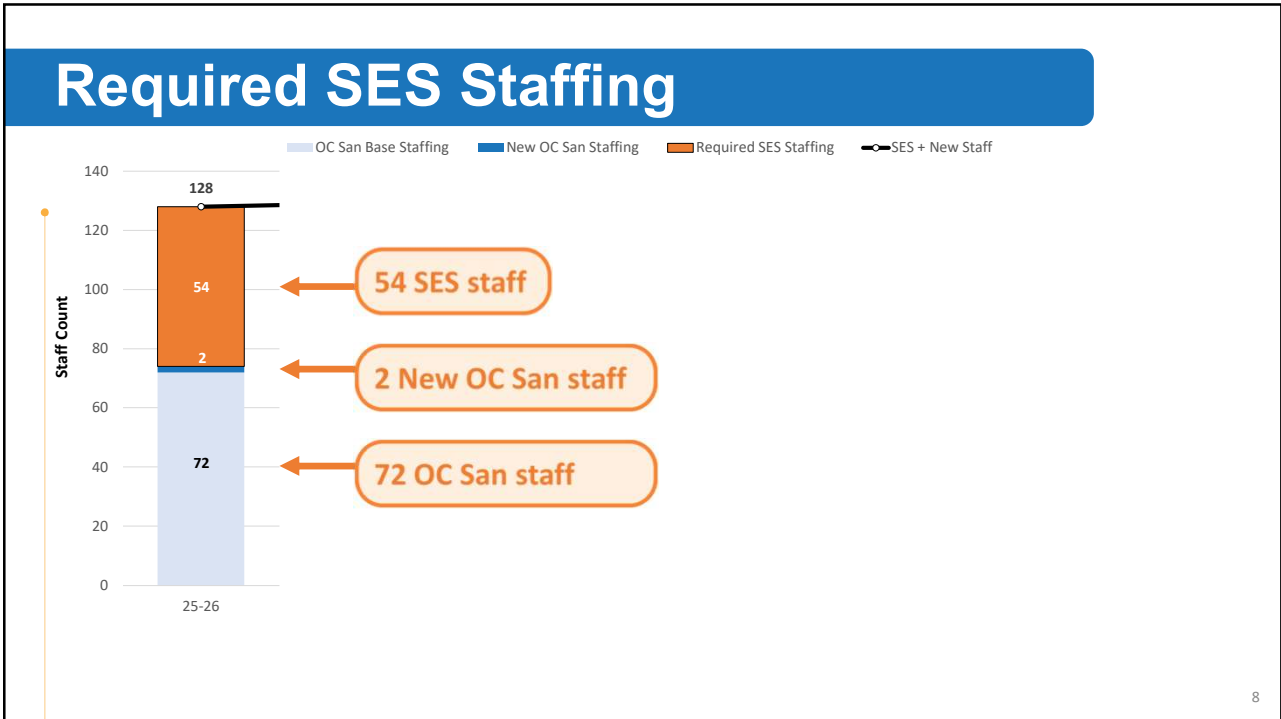 Required SES Staffing
OC San Base Staffing New OC San Staffing Required SES Staffing SES + New Staff
140
120
100
80
60
40
20
0
Staff Count
128
54
2
72
25-26
54 SES staff
2 New OC San staff
72 OC San staff
8